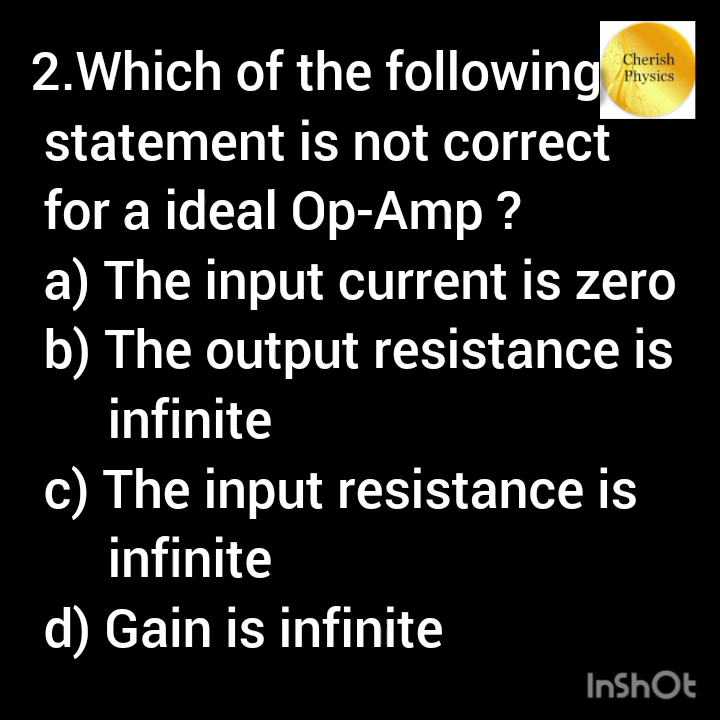 2.Which of the following
Cherish
Physics
statement is not correct
for a ideal Op-Amp ?
a) The input current is zero
b) The output resistance is
infinite
c) The input resistance is
infinite
d) Gain is infinite
InShOt